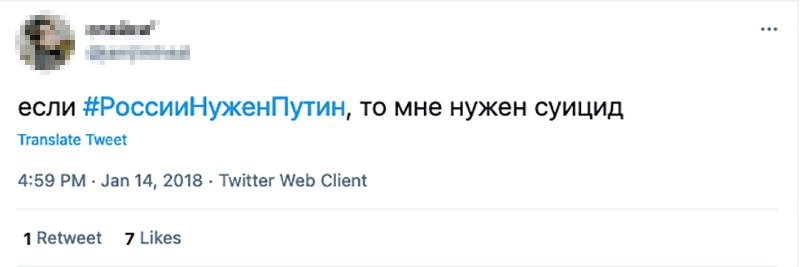 если #РоссииНуженПутин, то мне нужен суицид
Translate Tweet
4:59 PM · Jan 14, 2018 · Twitter Web Client
1 Retweet 7 Likes